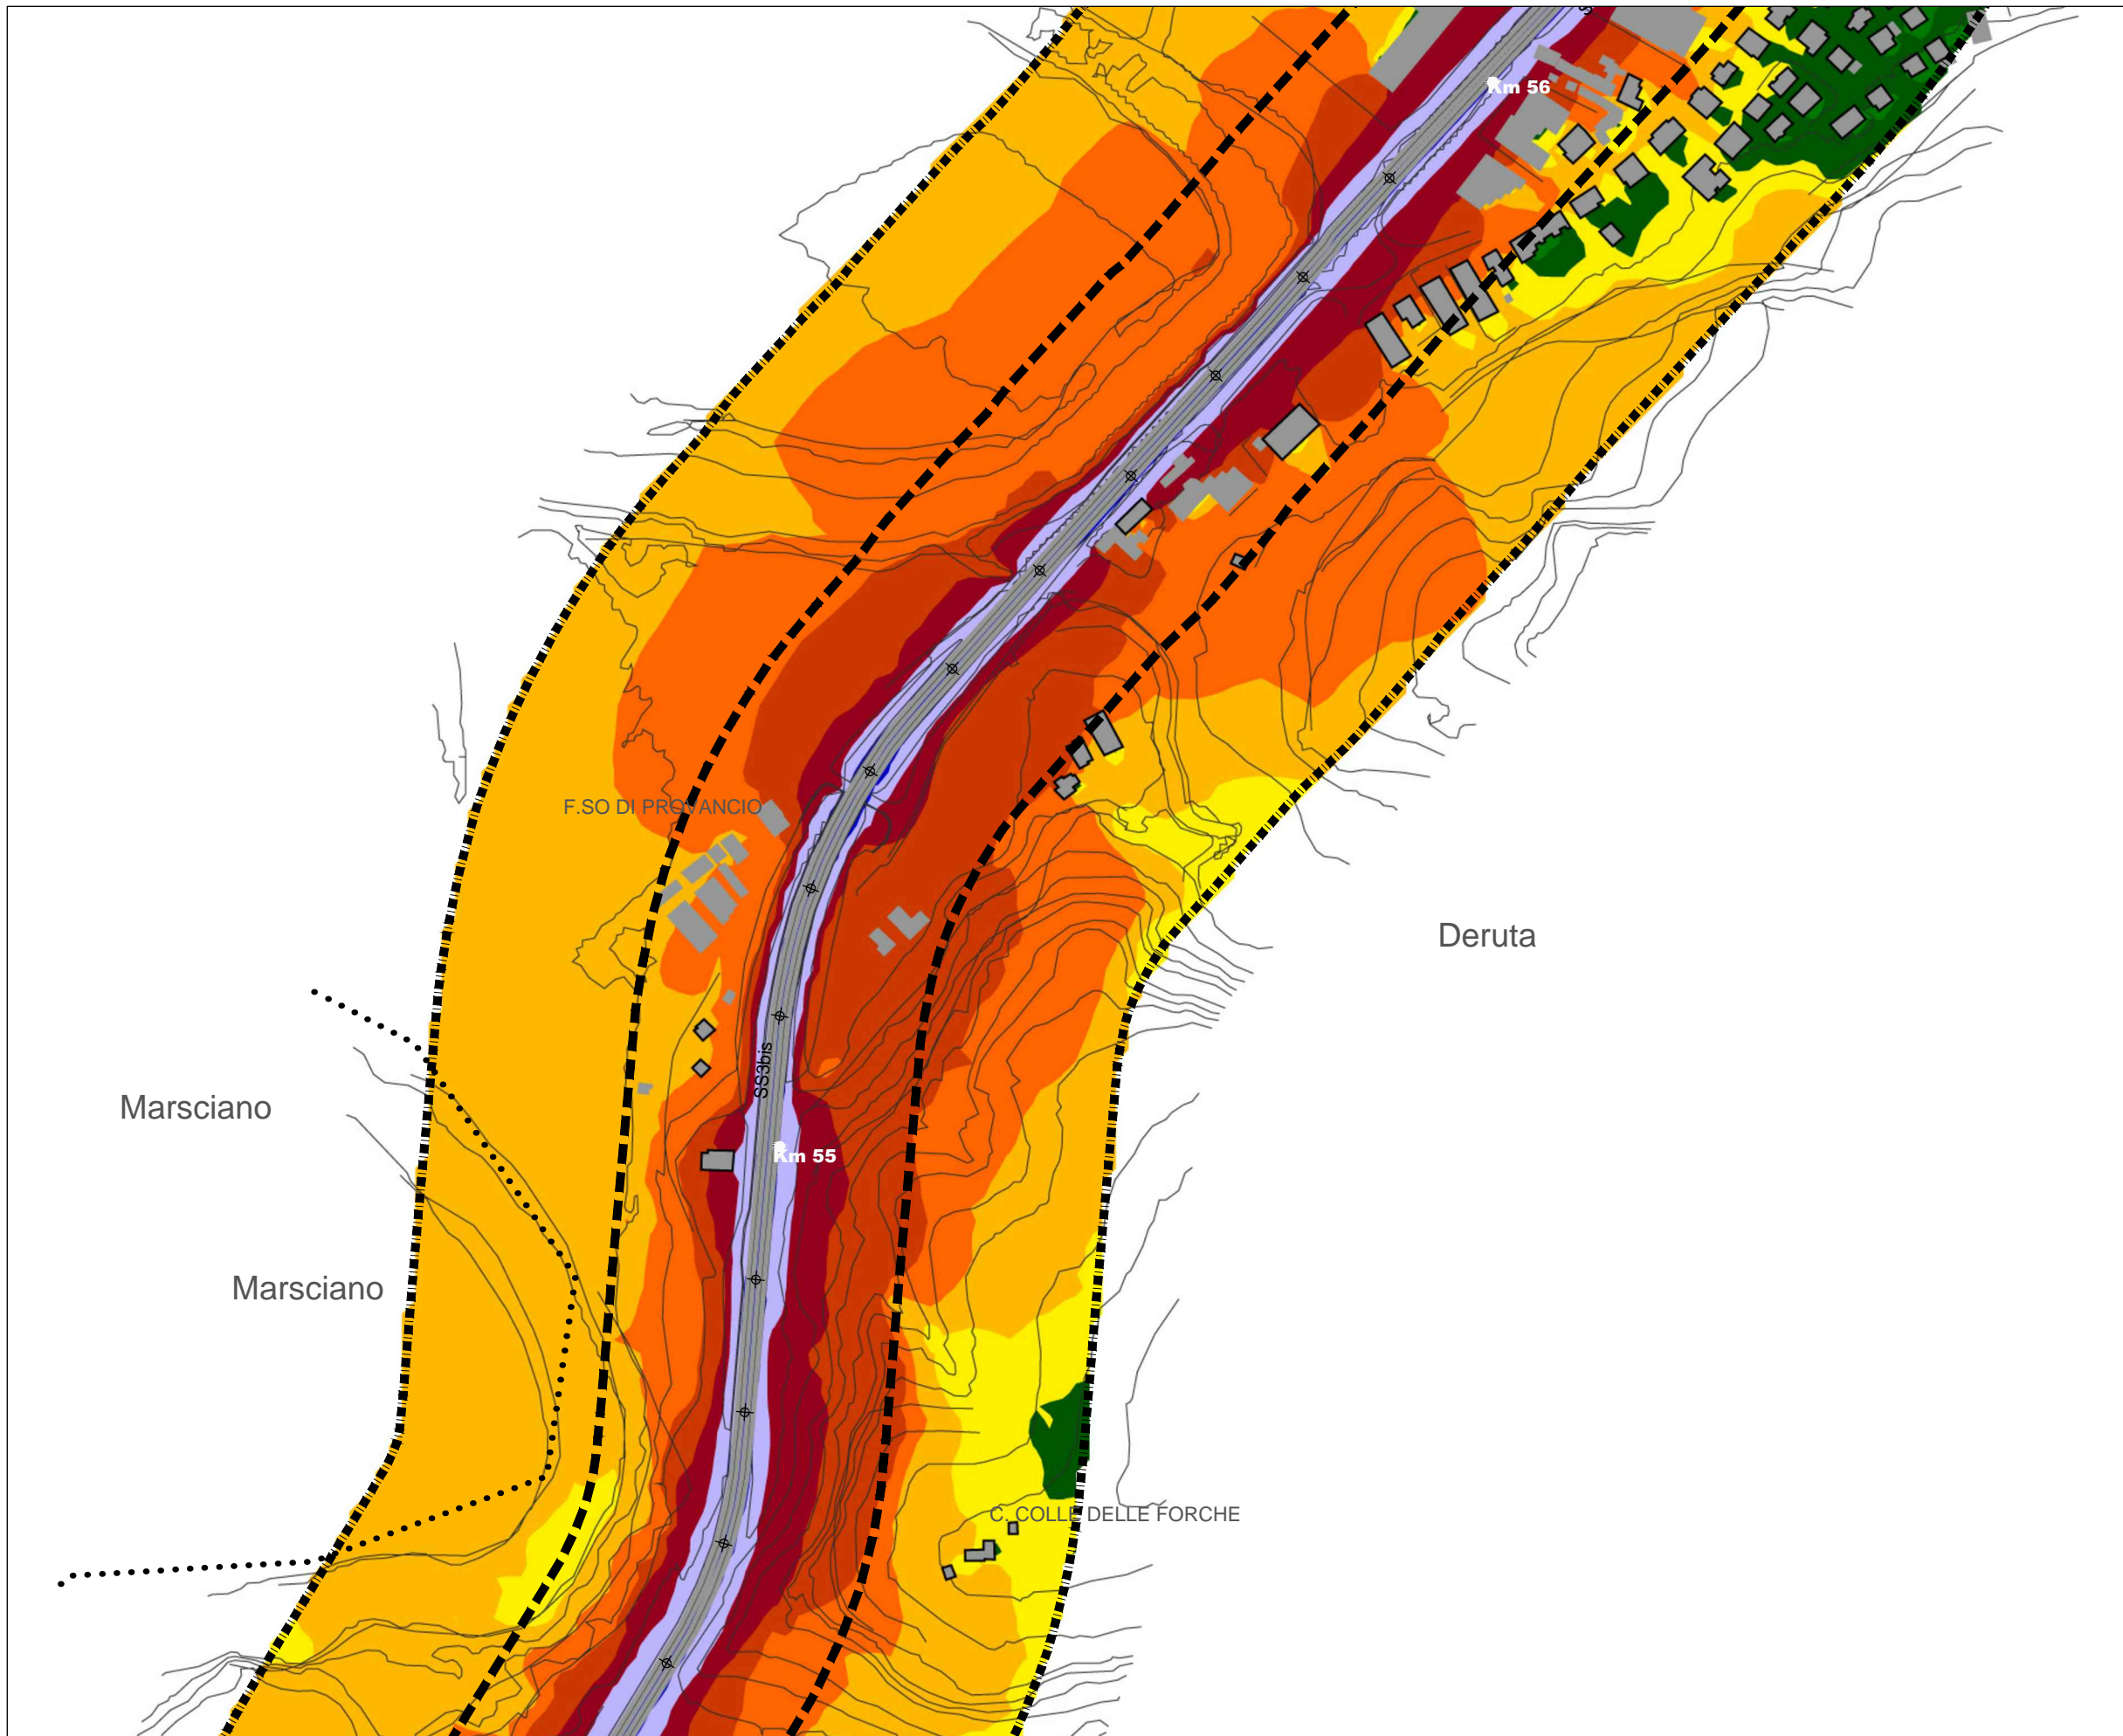 Km 56
F.SO DI PROVANCIO
Deruta
SS3bis
Marsciano
Km 55
Marsciano
C. COLLE DELLE FORCHE